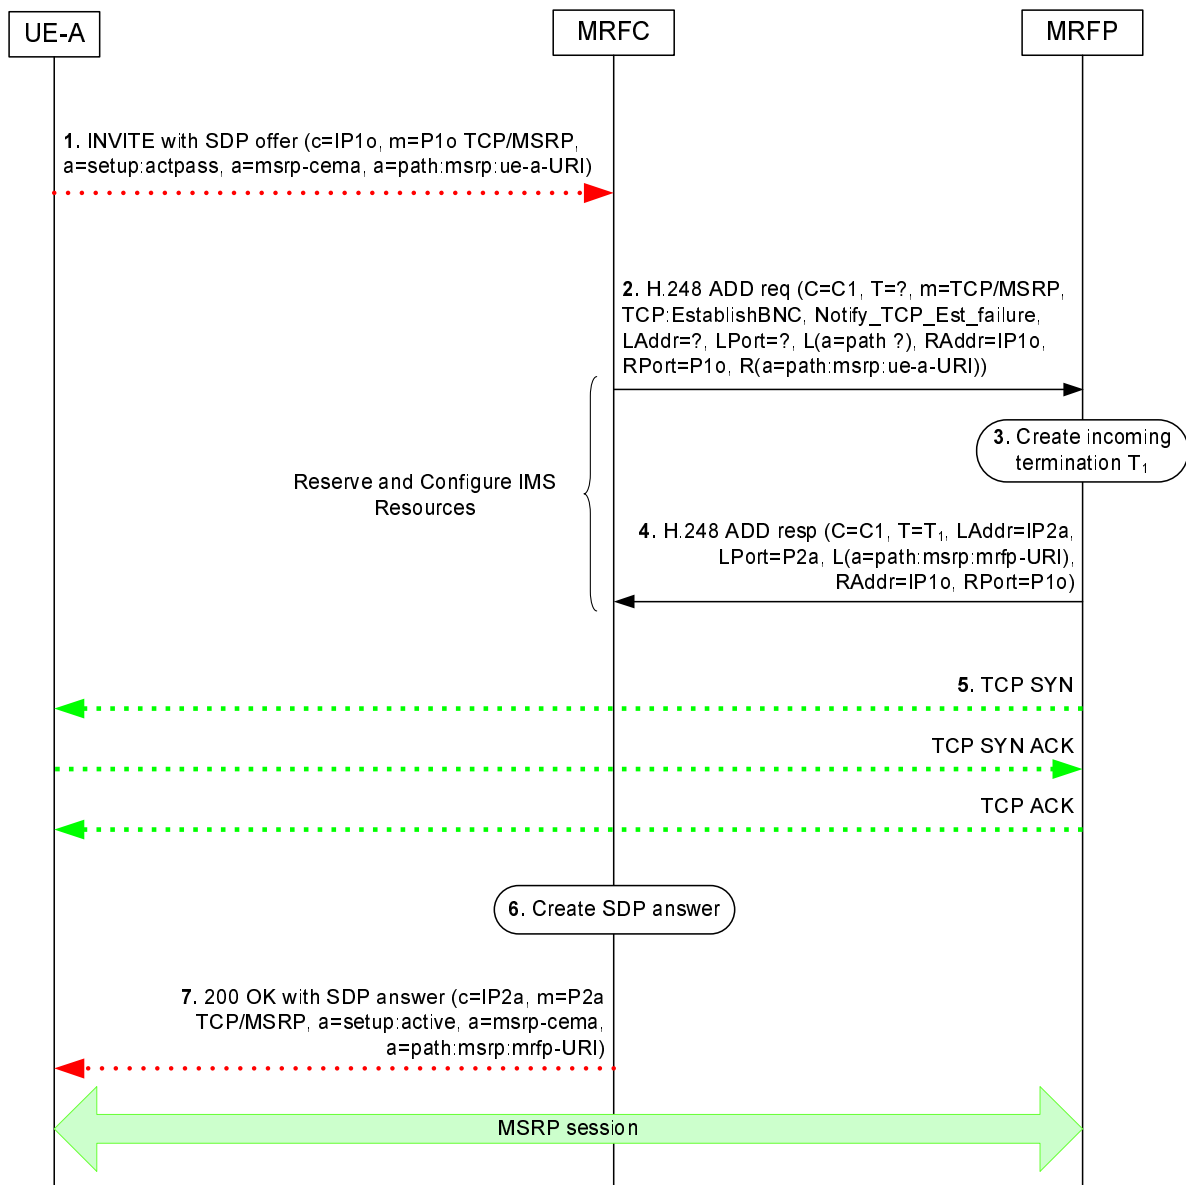 UE-A
MRFC
MRFP
1. INVITE with SDP offer (c=IP1o, m=P1o TCP/MSRP,
a=setup:actpass, a=msrp-cema, a=path:msrp:ue-a-URI)
2. H.248 ADD req (C=C1, T=?, m=TCP/MSRP,
TCP:EstablishBNC, Notify_TCP_Est_failure,
LAddr=?, LPort=?, L(a=path ?), RAddr=IP1o,
RPort=P1o, R(a=path:msrp:ue-a-URI))
3. Create incoming
termination T1
Reserve and Configure IMS
Resources
4. H.248 ADD resp (C=C1, T=T1, LAddr=IP2a,
LPort=P2a, L(a=path:msrp:mrfp-URI),
RAddr=IP1o, RPort=P1o)
5. TCP SYN
TCP SYN ACK
TCP ACK
6. Create SDP answer
7. 200 OK with SDP answer (c=IP2a, m=P2a
TCP/MSRP, a=setup:active, a=msrp-cema,
a=path:msrp:mrfp-URI)
MSRP session